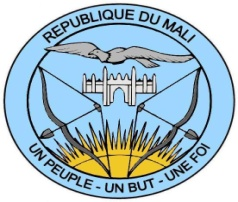 REPUBLIQUE DU MALI
UN PEUPLE - UN BUT - UNE FOI